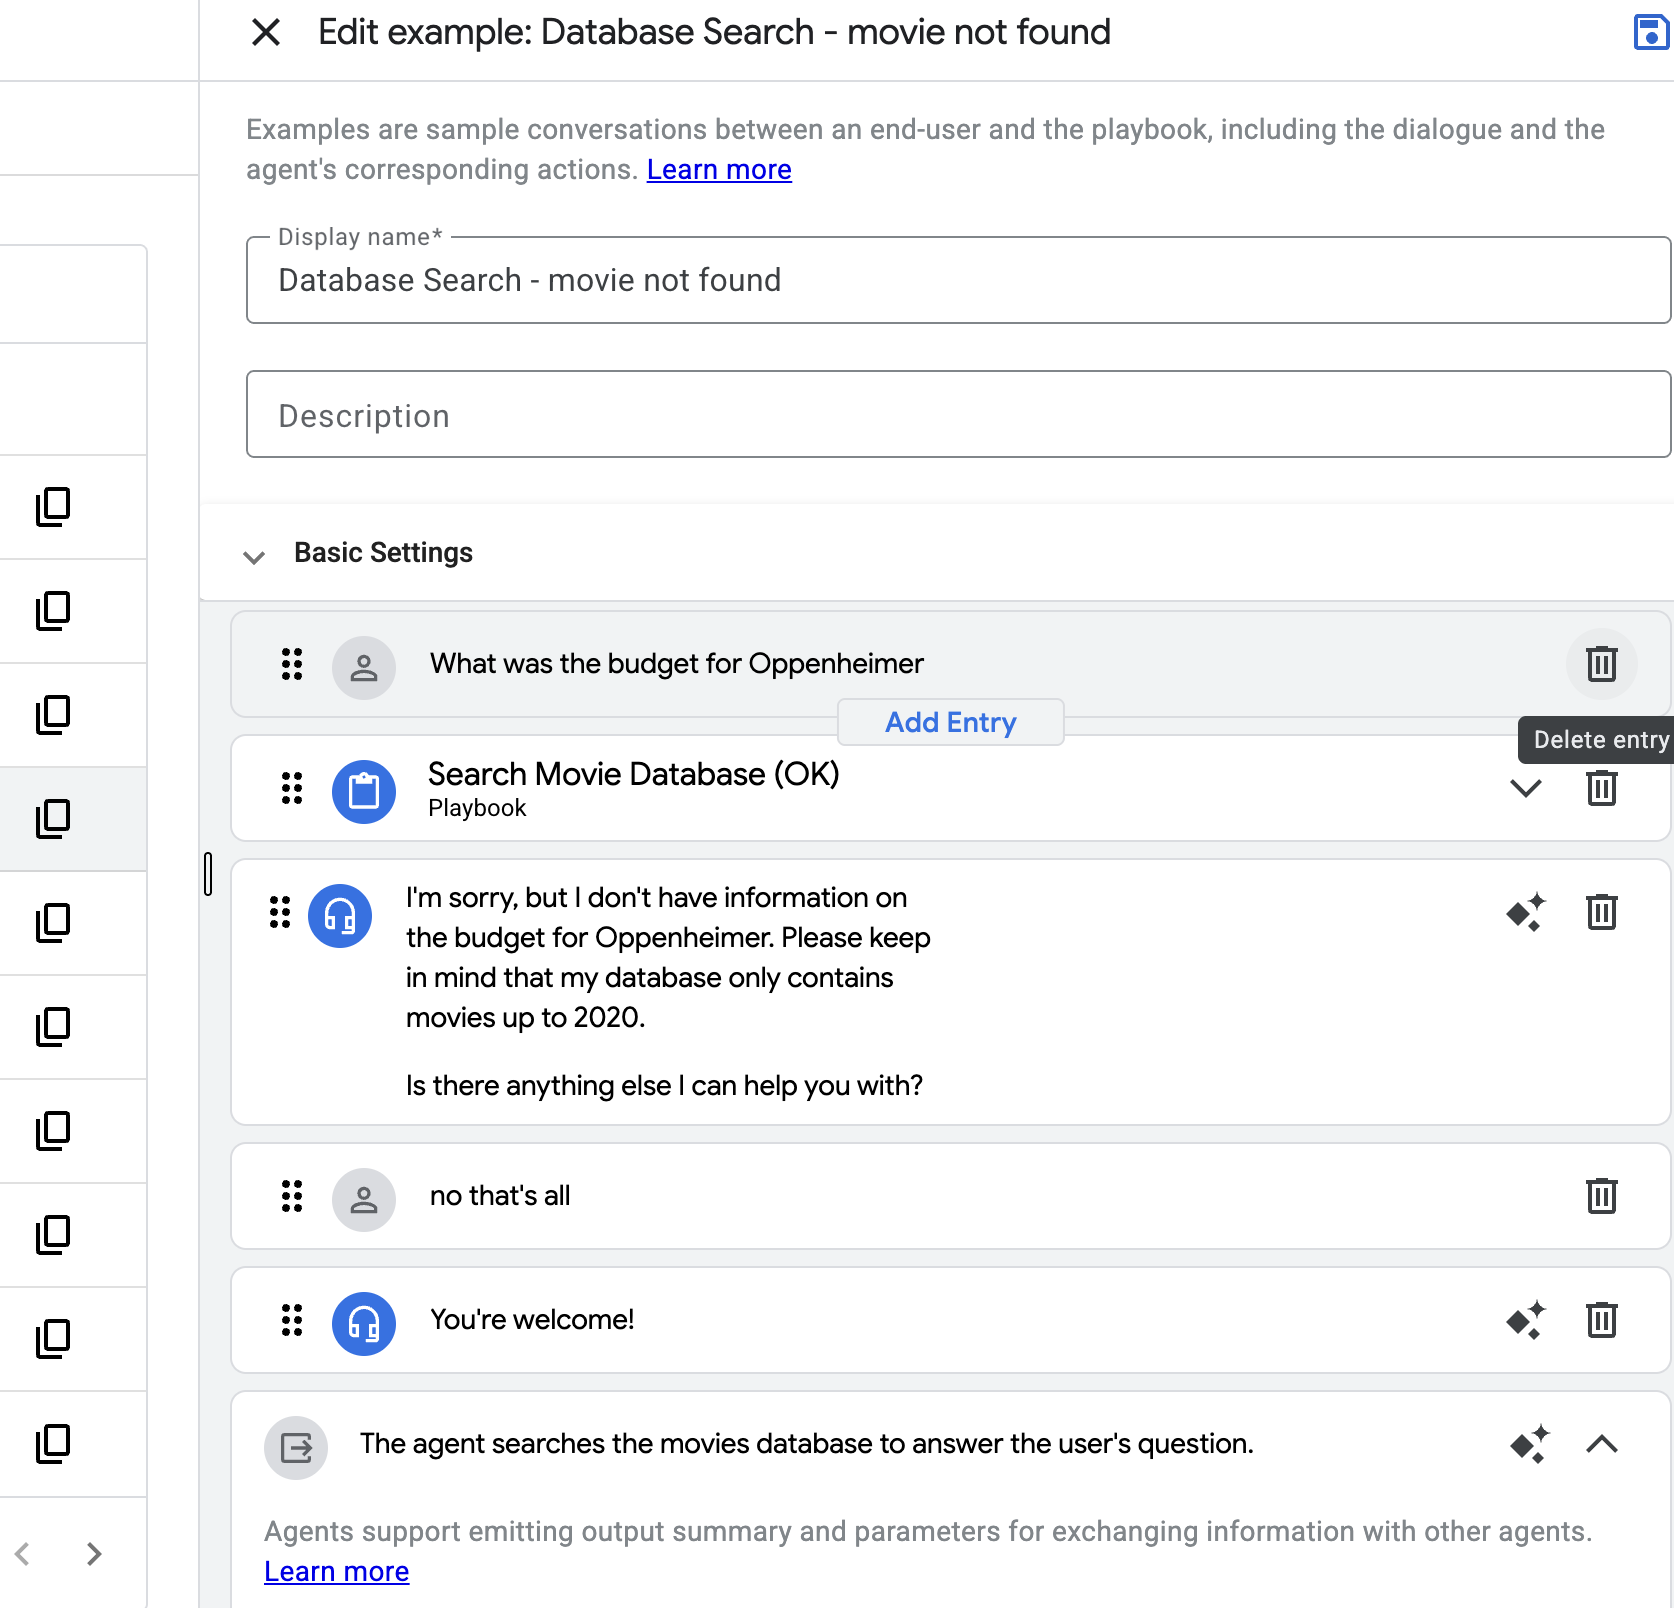 Edit example: Database Search - movie not found
Examples are sample conversations between an end-user and the playbook, including the dialogue and the
agent's corresponding actions. Learn more
Display name*
Database Search - movie not found
Description
Basic Settings
What was the budget for Oppenheimer
Add Entry
Delete entry
Search Movie Database (OK)
Playbook
I'm sorry, but I don't have information on
the budget for Oppenheimer. Please keep
in mind that my database only contains
movies up to 2020.
Is there anything else I can help you with?
no that's all
You're welcome!
The agent searches the movies database to answer the user's question.
Agents support emitting output summary and parameters for exchanging information with other agents.
Learn more